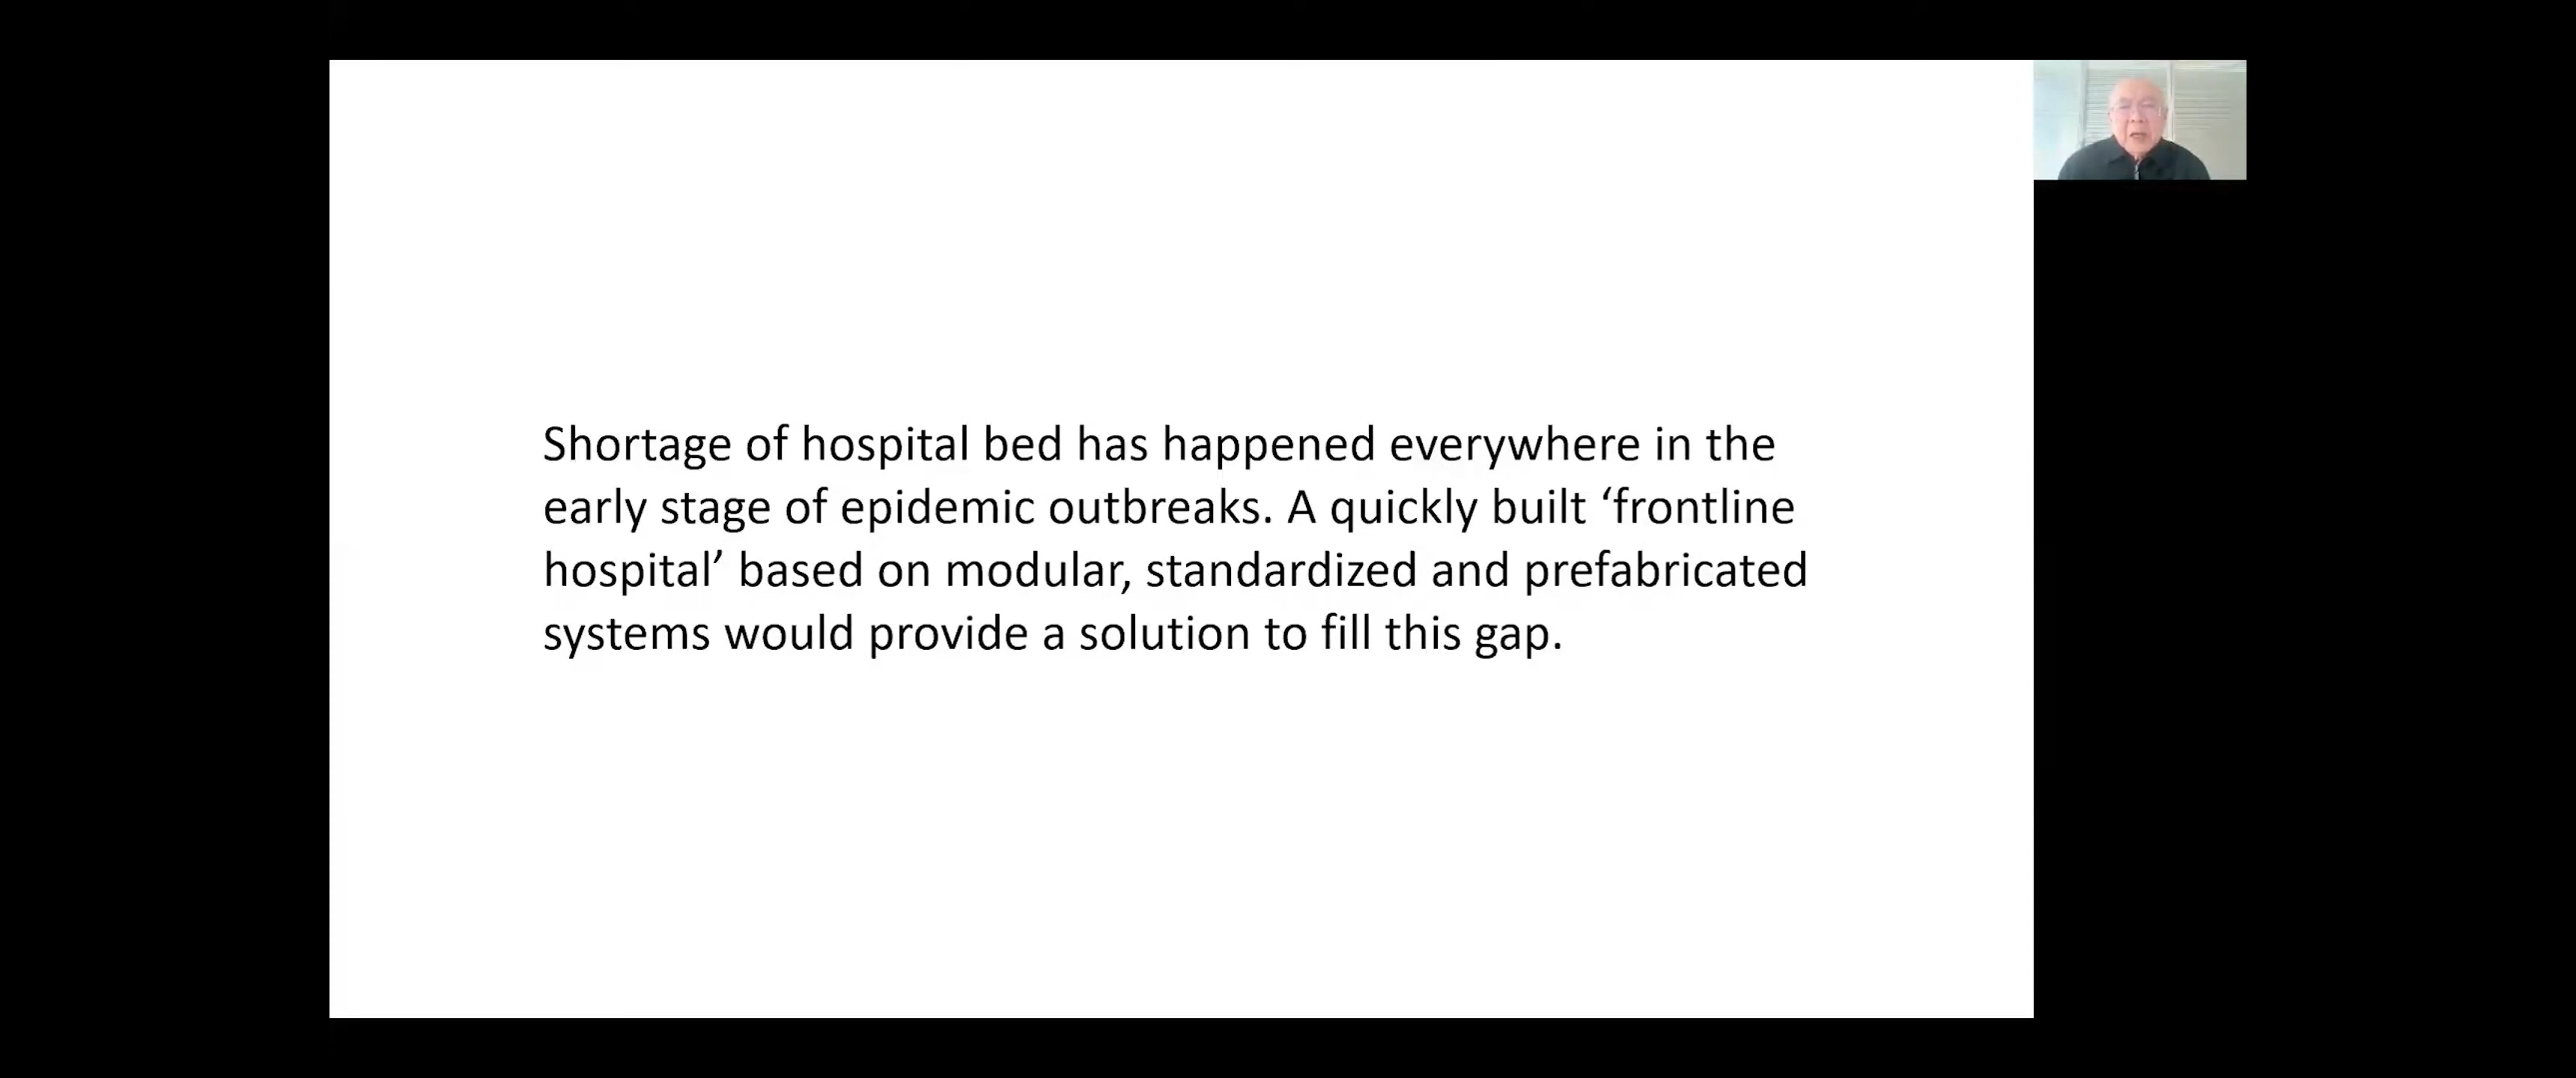 Shortage of hospital bed has happened everywhere in the
early stage of epidemic outbreaks. A quickly built ‘frontline
hospital’ based on modular, standardized and prefabricated
systems would provide a solution to fill this gap.